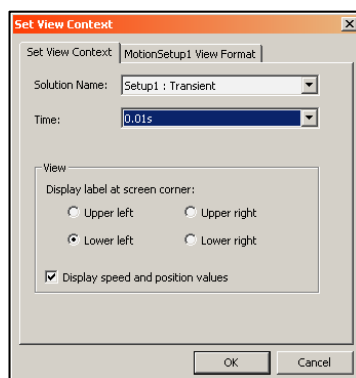 Set View Context
Set View Context MotionSetup1 View Format
Solution Name: Setup1 : Transient
Time: 0.01s
View
Display label at screen corner:
Upper left Upper right
Lower left Lower right
Display speed and position values
OK Cancel